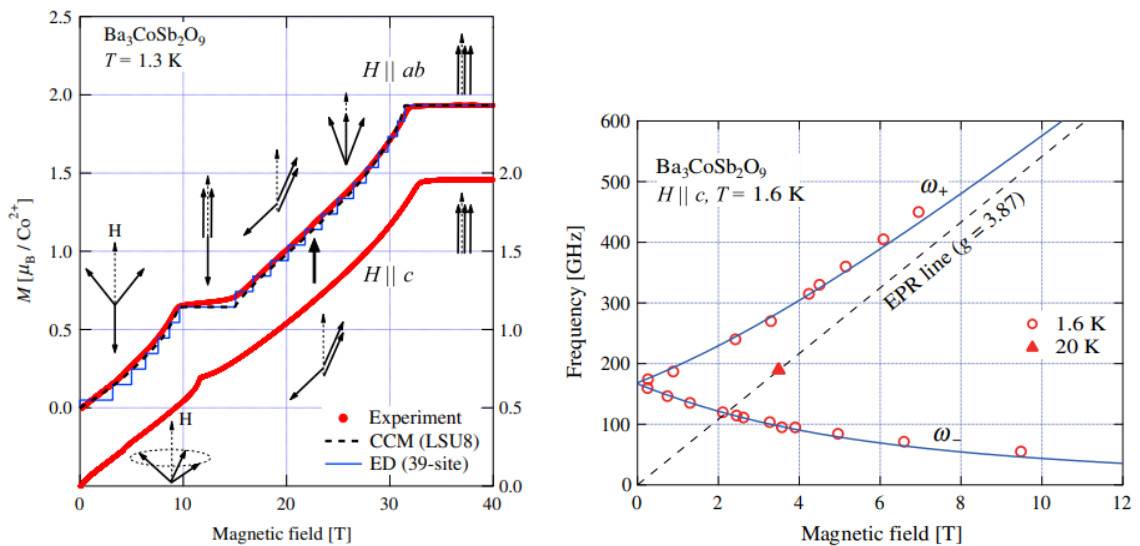 2.5
2.0
1.5
1.0
0.5
0.0
M [μB / Co2+]
Ba3CoSb2O9
T = 1.3 K
H || ab
H
H || c
H
Experiment
CCM (LSU8)
ED (39-site)
2.0
1.5
1.0
0.5
0.0
0 10 20 30 40
Magnetic field [T]
600
500
400
300
200
100
0
Frequency [GHz]
Ba3CoSb2O9
H || c, T = 1.6 K
ω+
EPR line (g = 3.87)
1.6 K
20 K
ω−
0 2 4 6 8 10 12
Magnetic field [T]